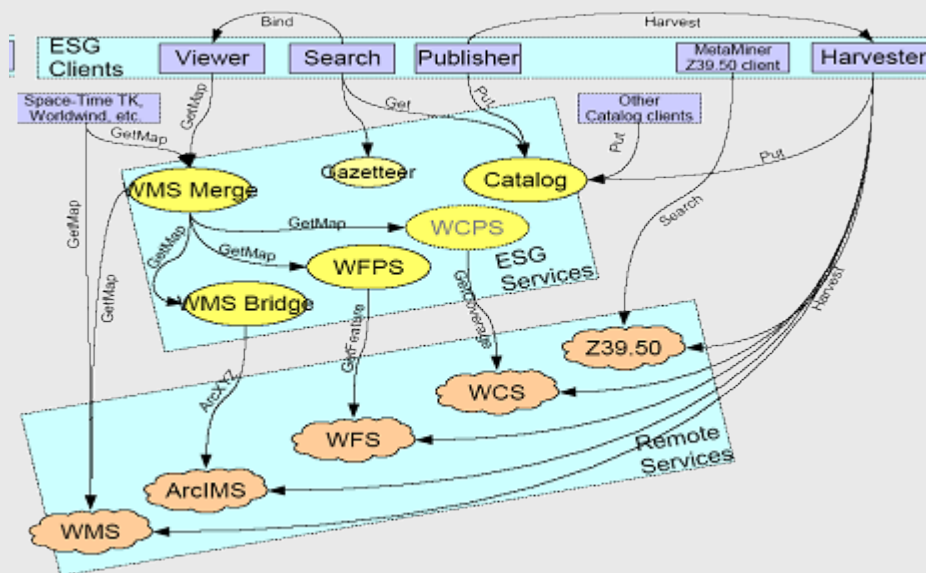 Bind
Harvest
ESG
Clients
Viewer
Search
Publisher
MetaMiner
Z39.50 client
Harvester
Space-Time TK,
Worldwind, etc.
GetMap
Get
Put
Other
Catalog clients
GetMap
Put
Put
Gazetteer
Catalog
WMS Merge
Search
GetMap
GetMap
WCPS
GetMap
GetMap
WFPS
ESG
Services
GetMap
WMS Bridge
GetCoverage
Harvest
GetFeature
Z39.50
ArcXYZ
WCS
WFS
Remote
Services
ArcIMS
WMS